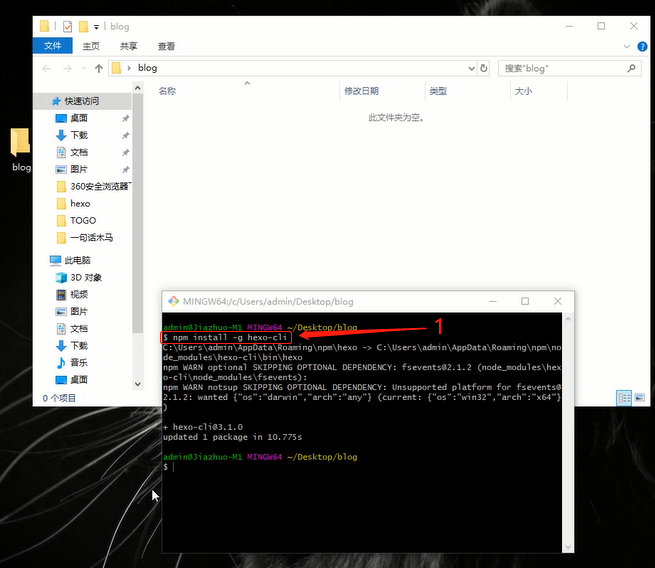 blog
文件 主页 共享 查看
blog
搜索"blog"
名称 修改日期 类型 大小
此文件夹为空。
快速访问
桌面
下载
文档
图片
360安全浏览器下
hexo
TOGO
一句话木马
此电脑
3D 对象
视频
图片
文档
下载
音乐
桌面
0 个项目
blog
MINGW64:/c/Users/admin/Desktop/blog
1
admin@Jiazhuo-M1 MINGW64 ~/Desktop/blog
$ npm install -g hexo-cli
C:\Users\admin\AppData\Roaming\npm\hexo -> C:\Users\admin\AppData\Roaming\npm\no
de_modules\hexo-cli\bin\hexo
npm WARN optional SKIPPING OPTIONAL DEPENDENCY: fsevents@2.1.2 (node_modules\hex
o-cli\node_modules\fsevents):
npm WARN notsup SKIPPING OPTIONAL DEPENDENCY: Unsupported platform for fsevents@
2.1.2: wanted {"os":"darwin","arch":"any"} (current: {"os":"win32","arch":"x64"}
)
+ hexo-cli@3.1.0
updated 1 package in 10.775s
admin@Jiazhuo-M1 MINGW64 ~/Desktop/blog
$